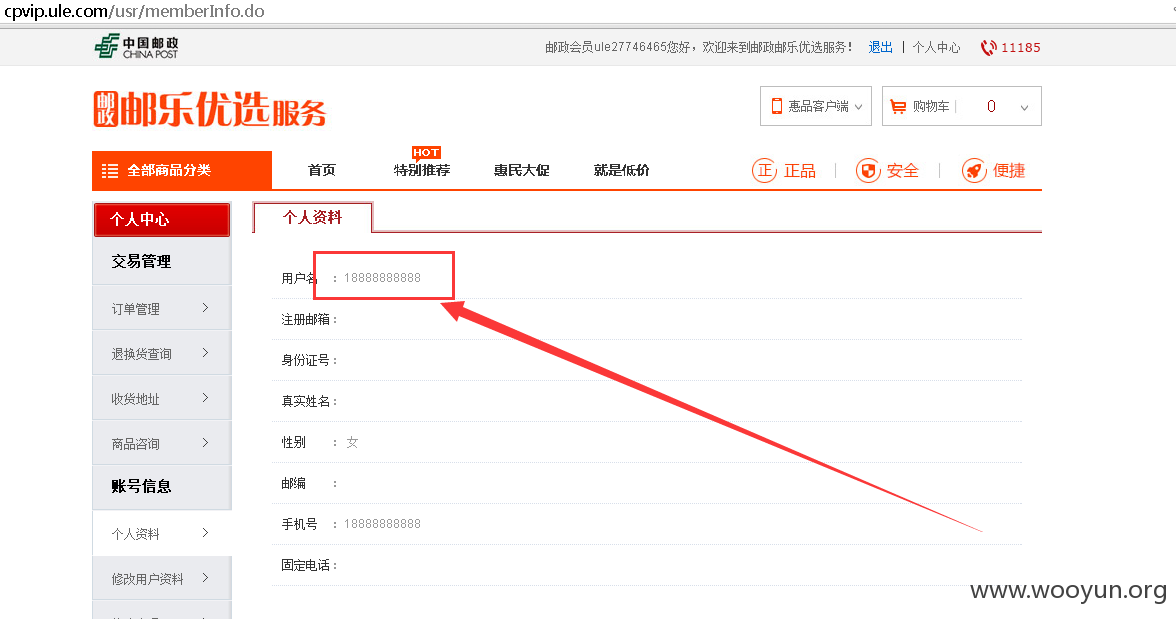 cpvip.ule.com/usr/memberInfo.do
中国邮政
CHINA POST
邮政会员ule27746465您好，欢迎来到邮政邮乐优选服务！ 退出 | 个人中心 11185
邮政 邮乐优选服务
惠品客户端
购物车 0
全部商品分类 首页 特别推荐 HOT 惠民大促 就是低价 正 正品 安全 便捷
个人中心
交易管理
订单管理
退换货查询
收货地址
商品咨询
账号信息
个人资料
修改用户资料
个人资料
用户名 : 18888888888
注册邮箱 :
身份证号 :
真实姓名 :
性别 : 女
邮编 :
手机号 : 18888888888
固定电话 :
www.wooyun.org